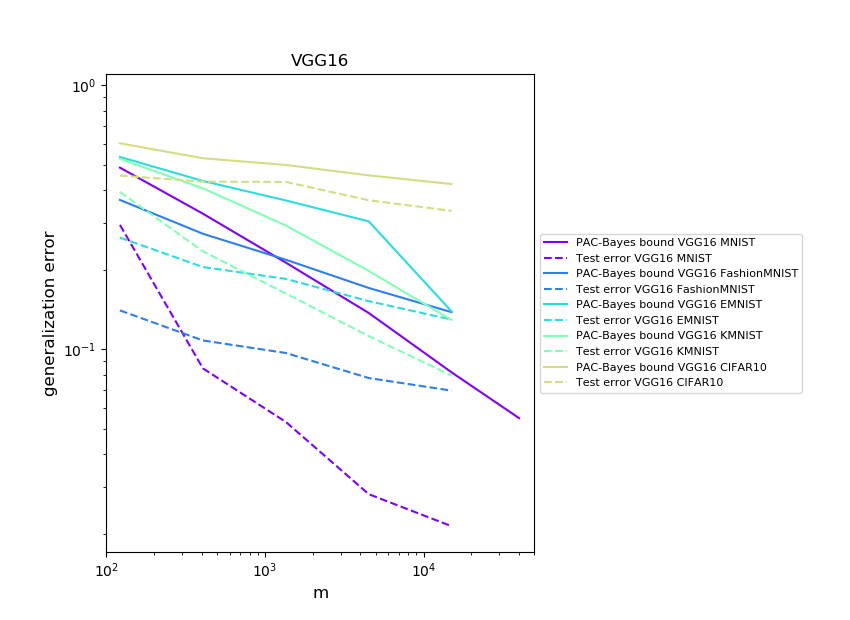 VGG16
10⁰
10⁻¹
generalization error
10² 10³ 10⁴
m
PAC-Bayes bound VGG16 MNIST
Test error VGG16 MNIST
PAC-Bayes bound VGG16 FashionMNIST
Test error VGG16 FashionMNIST
PAC-Bayes bound VGG16 EMNIST
Test error VGG16 EMNIST
PAC-Bayes bound VGG16 KMNIST
Test error VGG16 KMNIST
PAC-Bayes bound VGG16 CIFAR10
Test error VGG16 CIFAR10